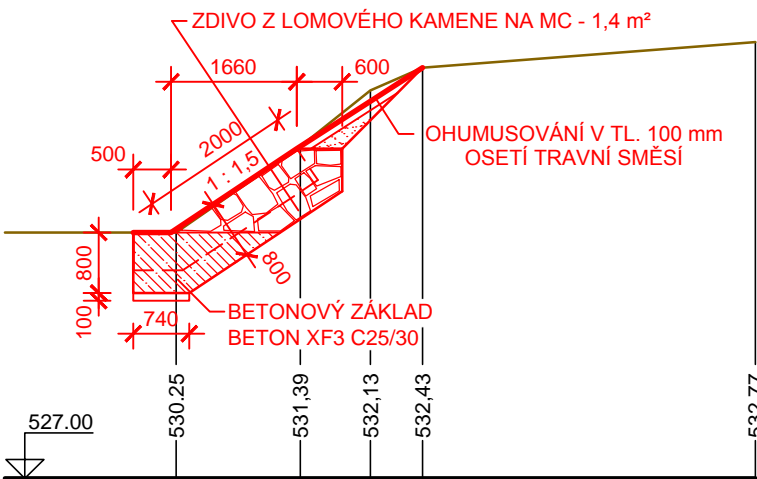 ZDIVO Z LOMOVÉHO KAMENE NA MC - 1,4 m²
1660
600
2000
500
1 : 1,5
OHUMUSOVÁNÍ V TL. 100 mm
OSETÍ TRAVNÍ SMĚSÍ
800
800
100
740
BETONOVÝ ZÁKLAD
BETON XF3 C25/30
527.00
530.25
531,39
532,13
532,43
532,77